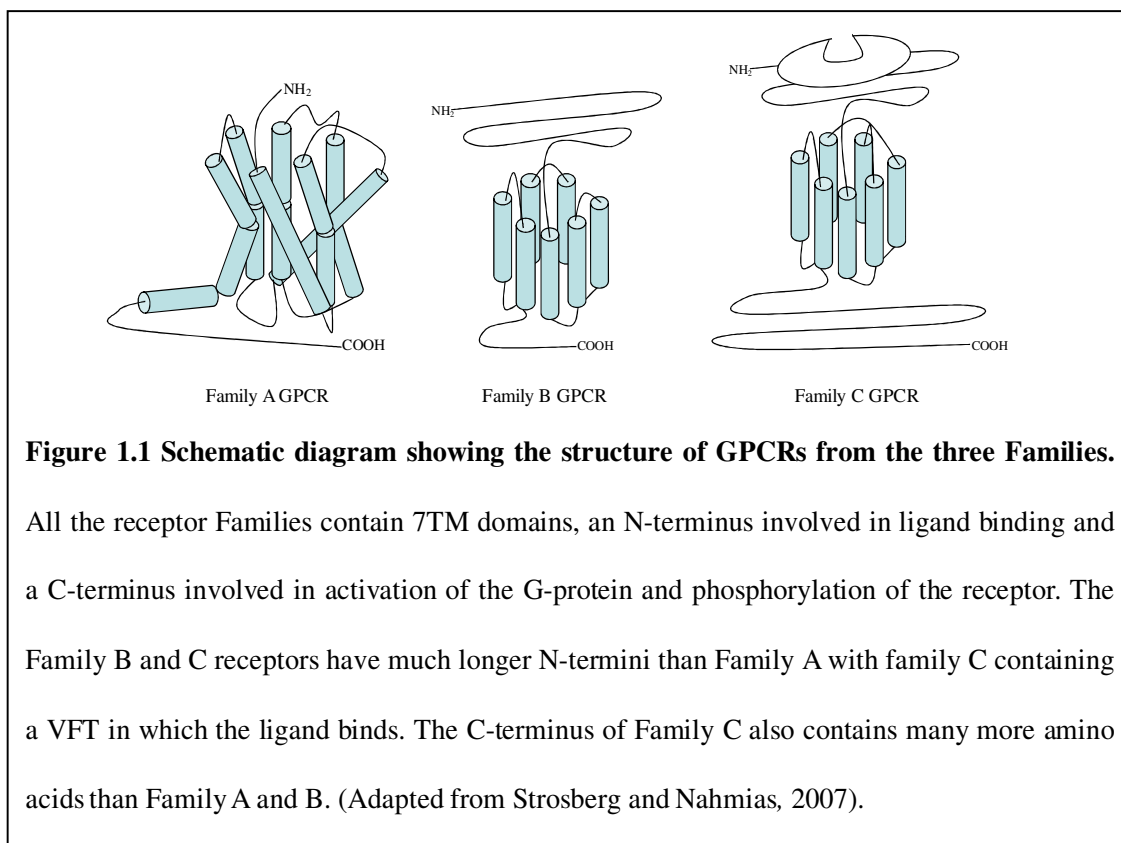 NH₂
NH₂
NH₂
COOH
COOH
COOH
Family A GPCR
Family B GPCR
Family C GPCR
Figure 1.1 Schematic diagram showing the structure of GPCRs from the three Families.
All the receptor Families contain 7TM domains, an N-terminus involved in ligand binding and
a C-terminus involved in activation of the G-protein and phosphorylation of the receptor. The
Family B and C receptors have much longer N-termini than Family A with family C containing
a VFT in which the ligand binds. The C-terminus of Family C also contains many more amino
acids than Family A and B. (Adapted from Strosberg and Nahmias, 2007).